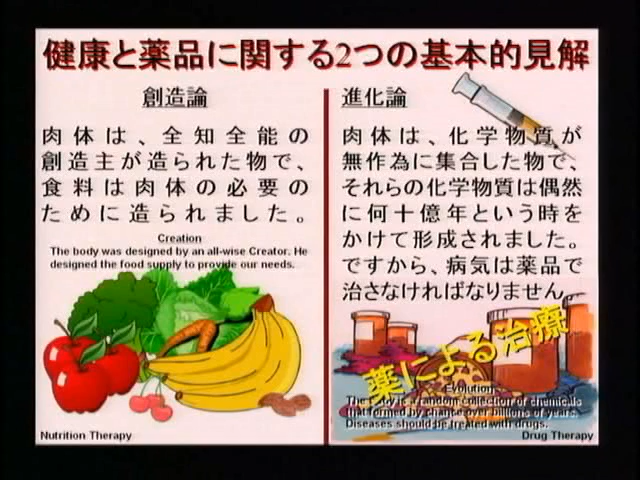 健康と薬品に関する2つの基本的見解
創造論
肉体は、全知全能の
創造主が造られた物で、
食料は肉体の必要の
ために造られました。
Creation
The body was designed by an all-wise Creator. He
designed the food supply to provide our needs.
Nutrition Therapy
進化論
肉体は、化学物質が
無作為に集合した物で、
それらの化学物質は偶然
に何十億年という時を
かけて形成されました。
ですから、病気は薬品で
治さなければなりません。
薬による治療
Evolution
The body is a random collection of chemicals
that formed by chance over billions of years.
Diseases should be treated with drugs.
Drug Therapy